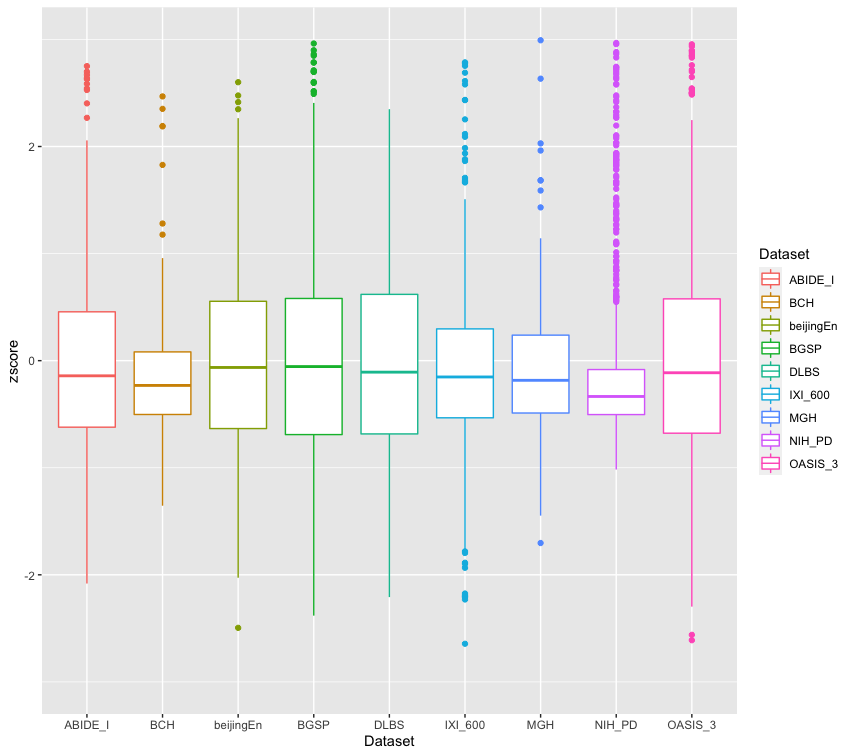 zscore
2
0
-2
ABIDE_I BCH beijingEn BGSP DLBS IXI_600 MGH NIH_PD OASIS_3
Dataset
Dataset
ABIDE_I
BCH
beijingEn
BGSP
DLBS
IXI_600
MGH
NIH_PD
OASIS_3